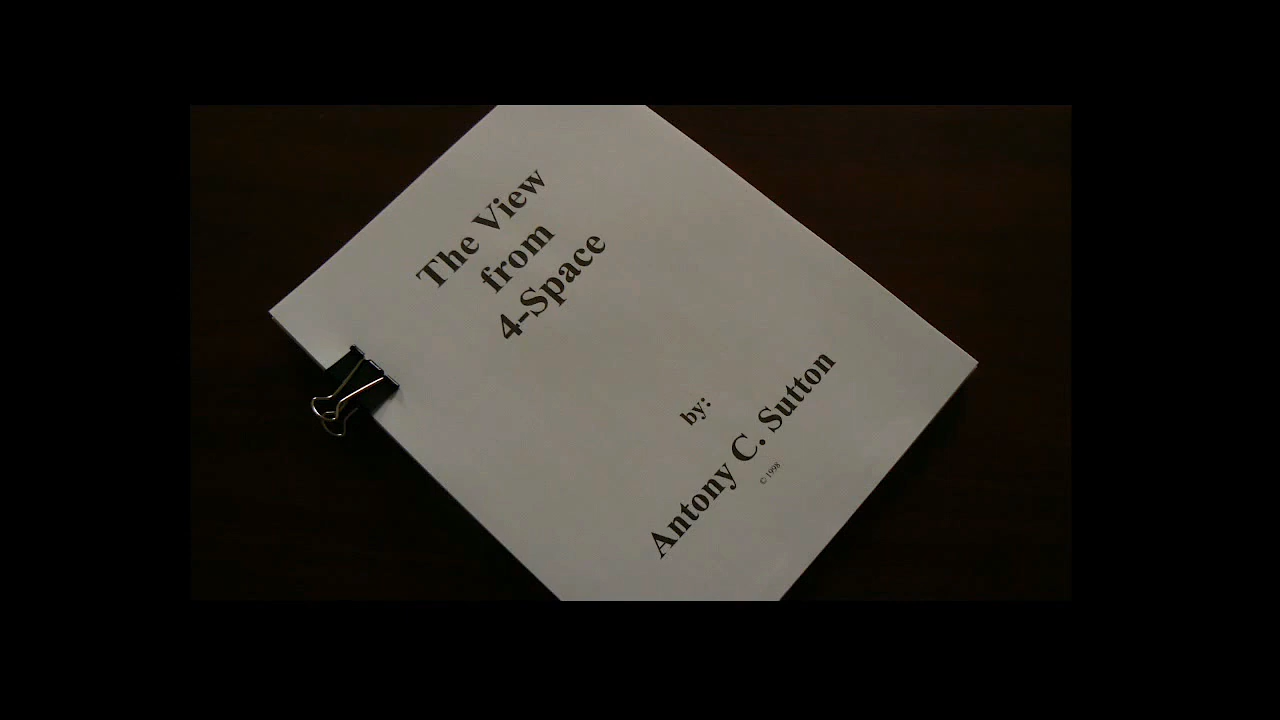 The View
from
4-Space
by:
Antony C. Sutton
© 1998